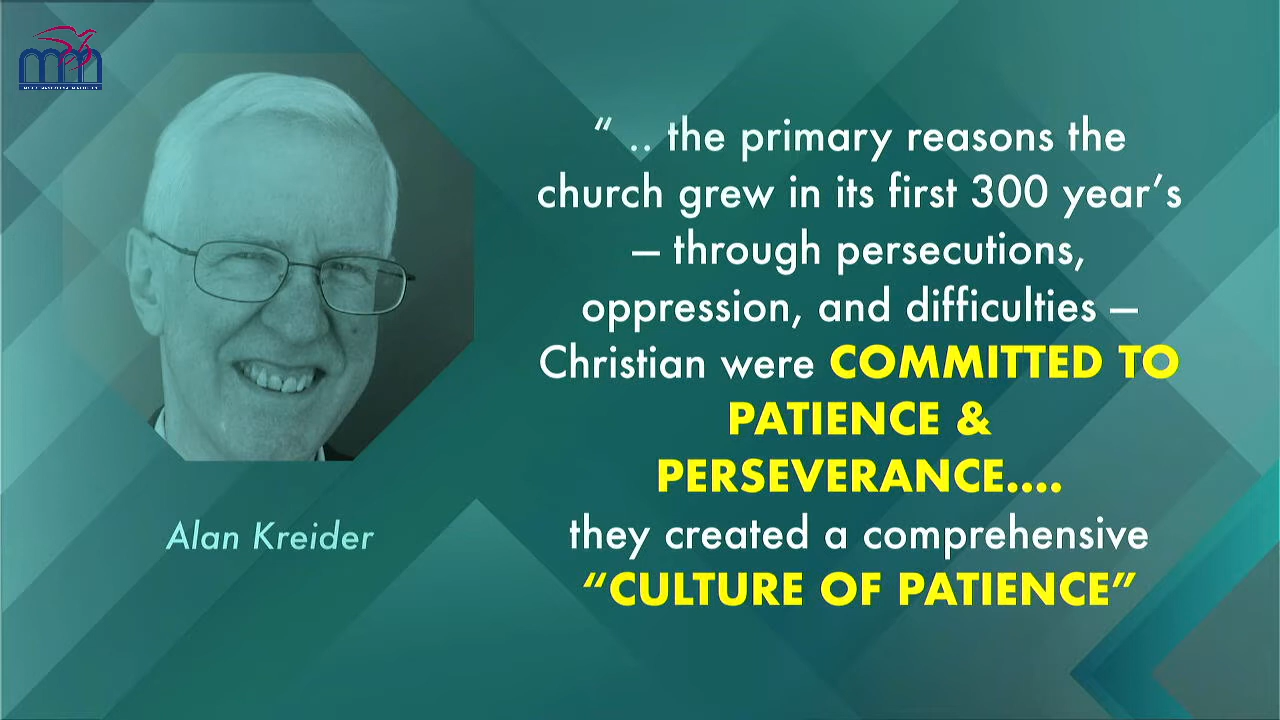 “ .. the primary reasons the
church grew in its first 300 year’s
– through persecutions,
oppression, and difficulties –
Christian were COMMITTED TO
PATIENCE &
PERSEVERANCE....
they created a comprehensive
“CULTURE OF PATIENCE”
Alan Kreider